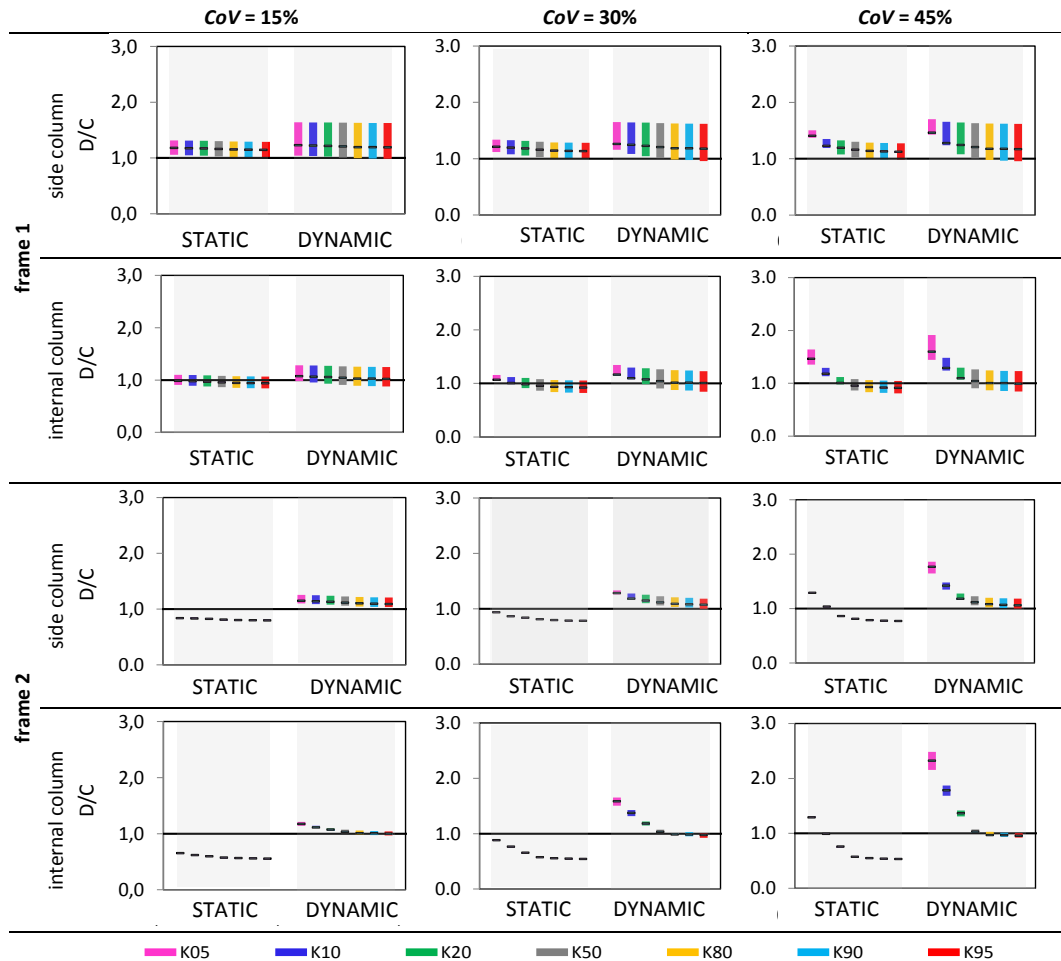 CoV = 15% CoV = 30% CoV = 45%
frame 1
side column
D/C
3,0 2,0 1,0 0,0
STATIC DYNAMIC
3.0 2.0 1.0 0.0
STATIC DYNAMIC
3.0 2.0 1.0 0.0
STATIC DYNAMIC
internal column
D/C
3,0 2,0 1,0 0,0
STATIC DYNAMIC
3.0 2.0 1.0 0.0
STATIC DYNAMIC
3.0 2.0 1.0 0.0
STATIC DYNAMIC
frame 2
side column
D/C
3,0 2,0 1,0 0.0
STATIC DYNAMIC
3.0 2.0 1.0 0.0
STATIC DYNAMIC
3.0 2.0 1.0 0.0
STATIC DYNAMIC
internal column
D/C
3,0 2,0 1,0 0,0
STATIC DYNAMIC
3.0 2.0 1.0 0.0
STATIC DYNAMIC
3.0 2.0 1.0 0.0
STATIC DYNAMIC
K05 K10 K20 K50 K80 K90 K95